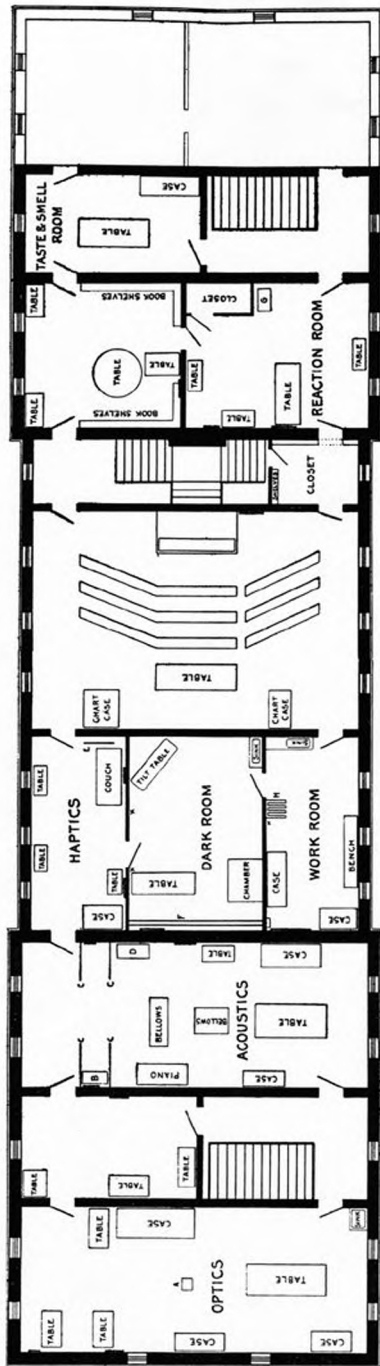 TASTE & SMELL
ROOM
CASE
TABLE
TABLE
BOOK SHELVES
CLOSET
G
TABLE
TABLE
TABLE
TABLE
TABLE
BOOK SHELVES
TABLE
TABLE
REACTION ROOM
SHELVES
CLOSET
TABLE
CHART
CASE
CHART
CASE
E
COUCH
TABLE
HAPTICS
TABLE
TABLE
CASE
TILT TABLE
X
SINK
DARK ROOM
TABLE
CHAMBER
F
SINK
H
WORK ROOM
CASE
BENCH
CASE
D
TABLE
CASE
C
C
C
C
BELLOWS
BELLOWS
ACOUSTICS
TABLE
B
PIANO
CASE
TABLE
TABLE
TABLE
TABLE
CASE
SINK
TABLE
TABLE
A
OPTICS
TABLE
CASE
CASE